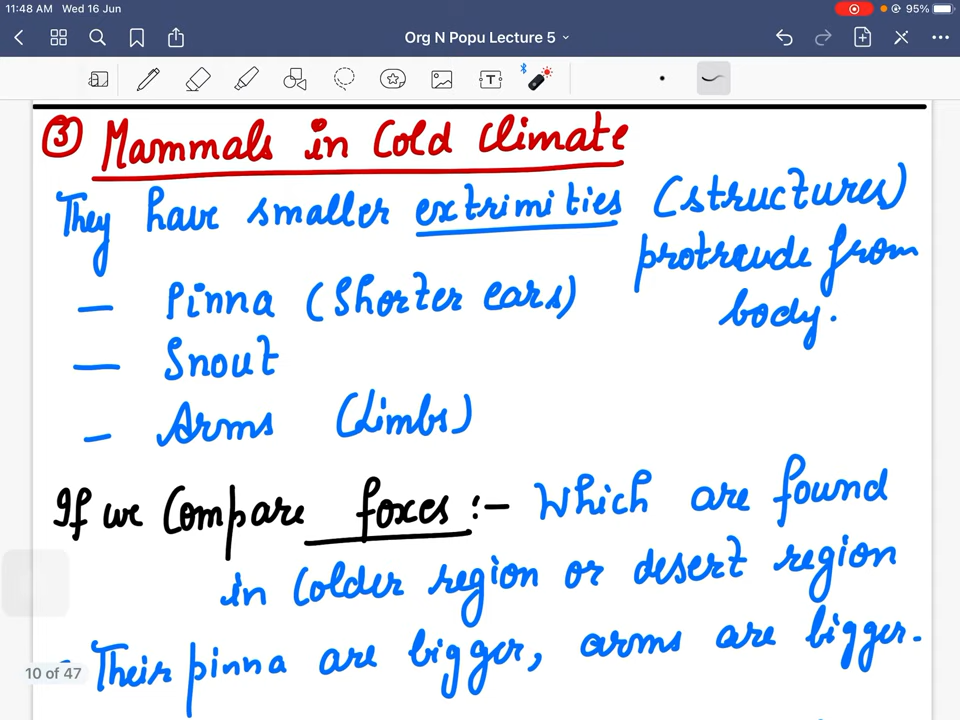 11:48 AM Wed 16 Jun
95%
Org N Popu Lecture 5
③ Mammals in Cold Climate
They have smaller extrimities (structures)
protrude from
body.
— Pinna (Shorter ears)
— Snout
— Arms (Limbs)
If we Compare foxes :- Which are found
in Colder region or desert region
Their pinna are bigger, arms are bigger.
10 of 47